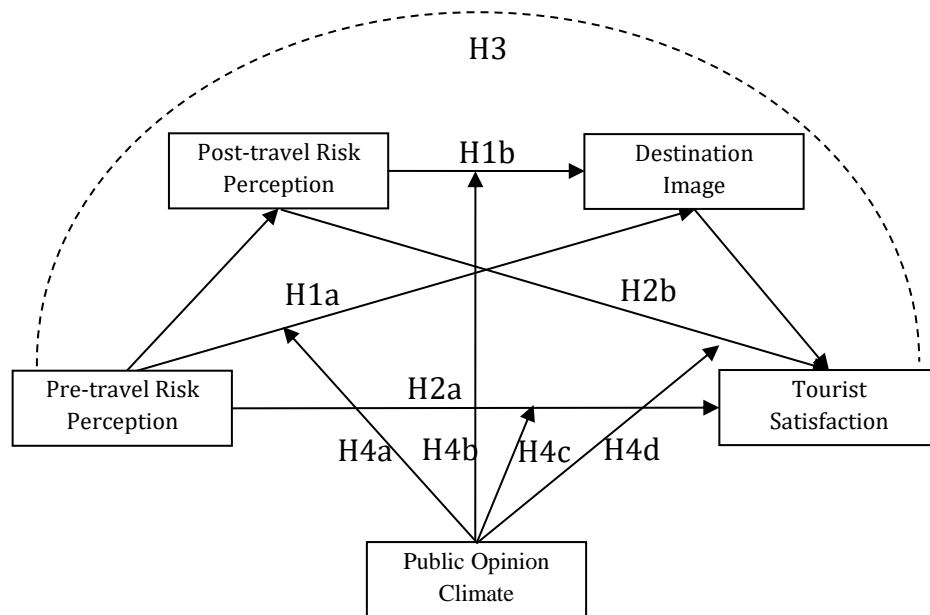 H3
Post-travel Risk
Perception
H1b
Destination
Image
H1a
H2b
Pre-travel Risk
Perception
H2a
Tourist
Satisfaction
H4a
H4b
H4c
H4d
Public Opinion
Climate